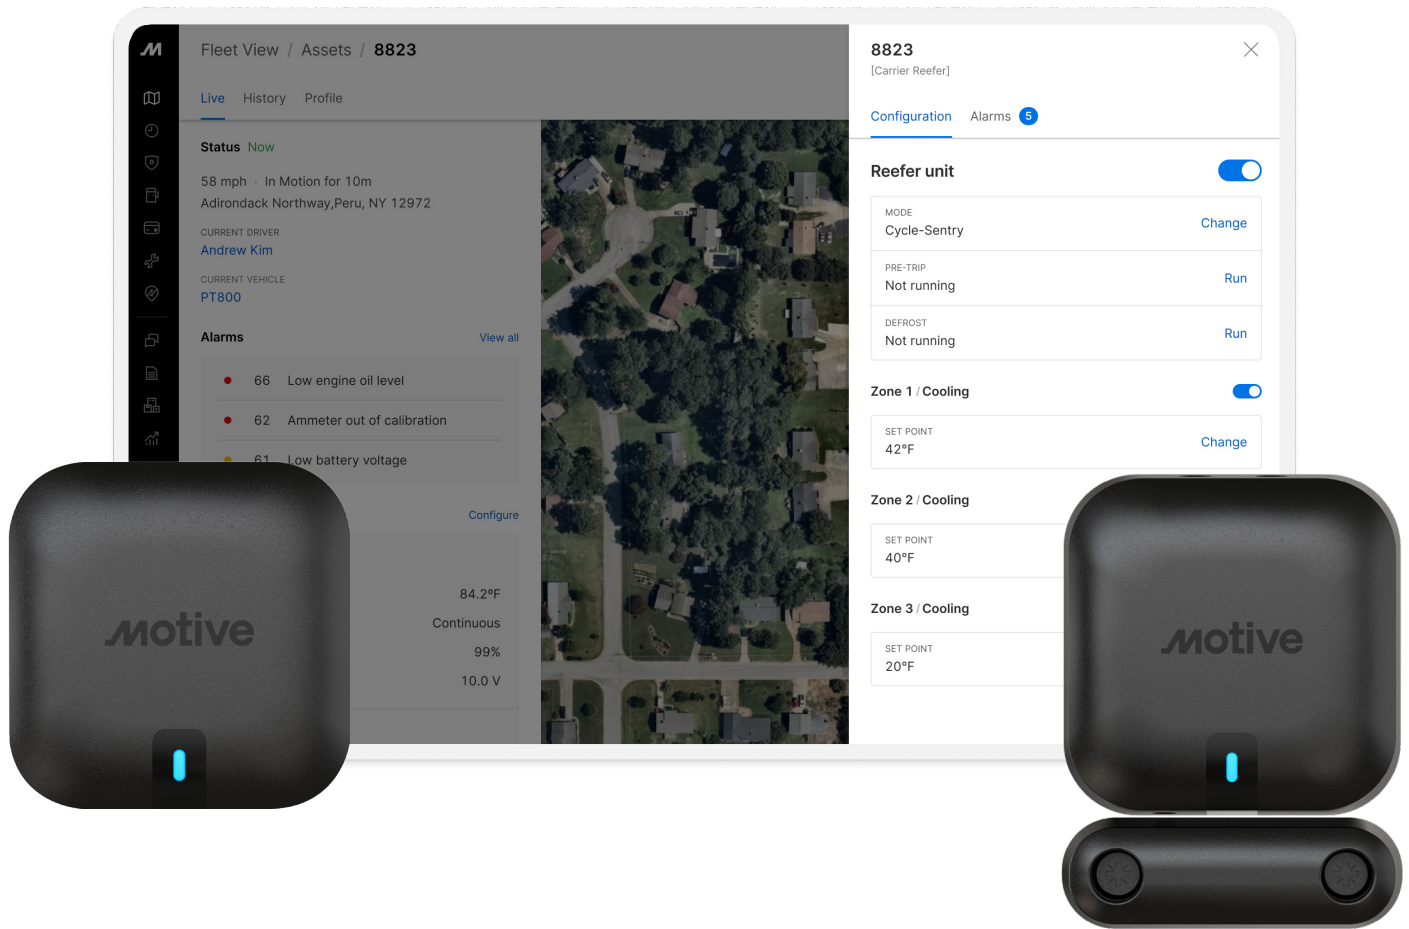 Fleet View / Assets / 8823
Live History Profile
Status Now
58 mph · In Motion for 10m
Adirondack Northway,Peru, NY 12972
CURRENT DRIVER
Andrew Kim
CURRENT VEHICLE
PT800
Alarms View all
66 Low engine oil level
62 Ammeter out of calibration
61 Low battery voltage
Configure
84.2°F
Continuous
99%
10.0 V
8823
[Carrier Reefer]
Configuration Alarms 5
Reefer unit
MODE
Cycle-Sentry Change
PRE-TRIP
Not running Run
DEFROST
Not running Run
Zone 1 / Cooling
SET POINT
42°F Change
Zone 2 / Cooling
SET POINT
40°F
Zone 3 / Cooling
SET POINT
20°F
motive
motive